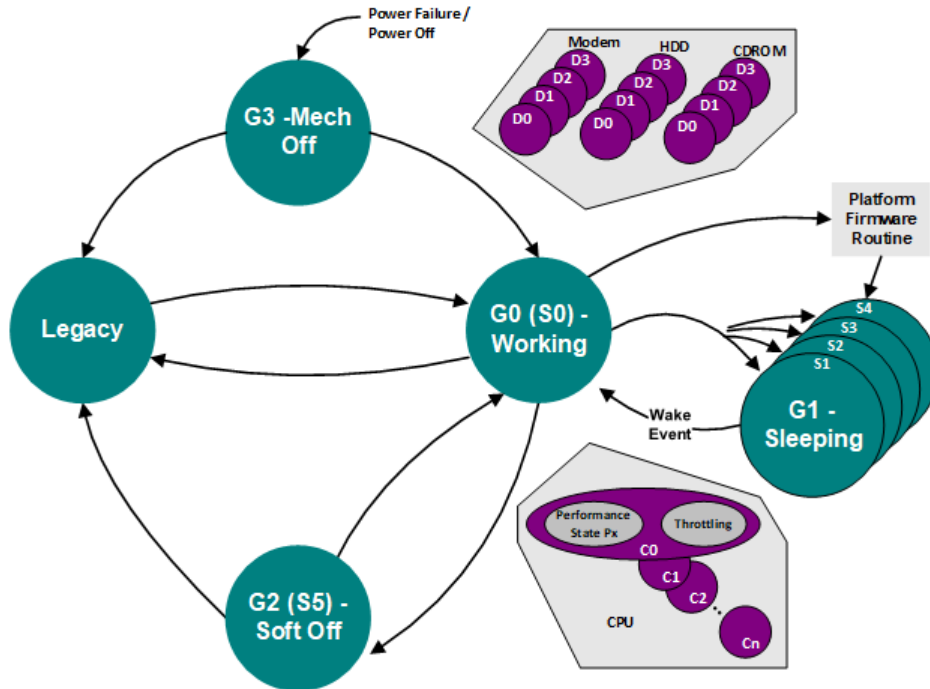 Power Failure /
Power Off
G3 -Mech
Off
Modem
HDD
CDROM
D3
D2
D1
D0
D3
D2
D1
D0
D3
D2
D1
D0
Platform
Firmware
Routine
Legacy
G0 (S0) -
Working
S4
S3
S2
S1
G1 -
Sleeping
Wake
Event
Performance
State Px
Throttling
C0
C1
C2
Cn
CPU
G2 (S5) -
Soft Off